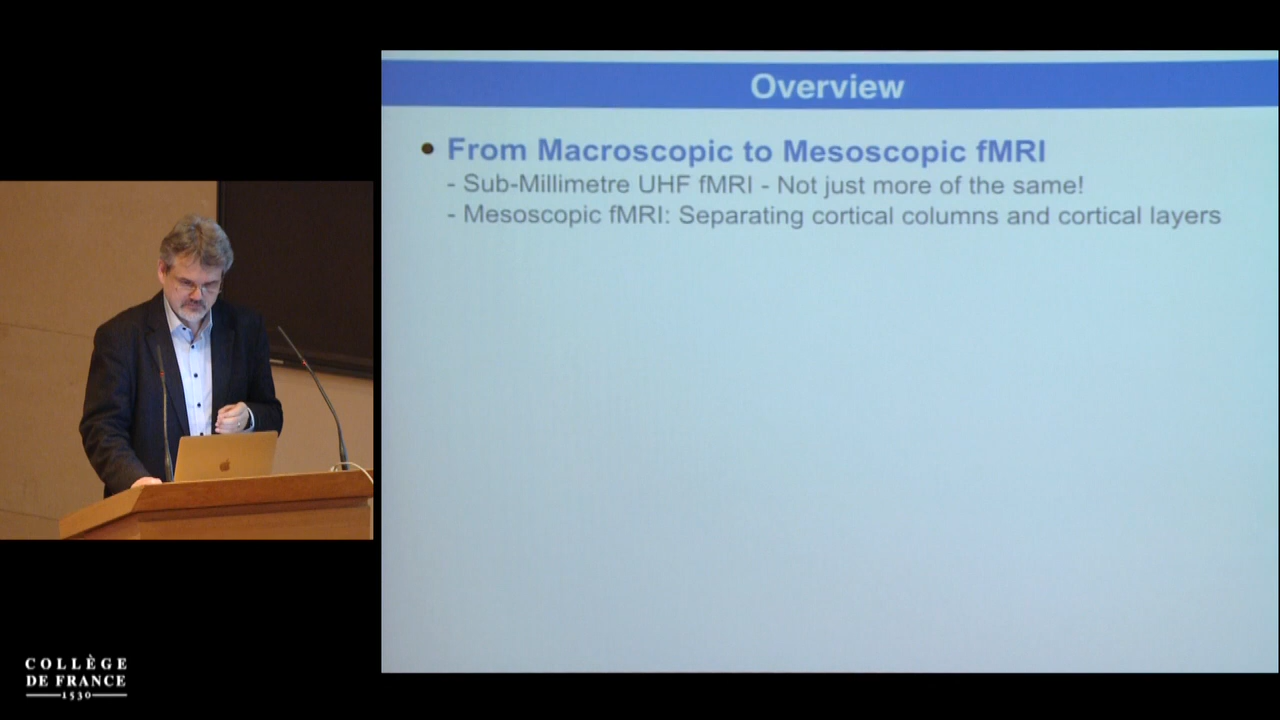 Overview
• From Macroscopic to Mesoscopic fMRI
- Sub-Millimetre UHF fMRI - Not just more of the same!
- Mesoscopic fMRI: Separating cortical columns and cortical layers
COLLÈGE
DE FRANCE
1530